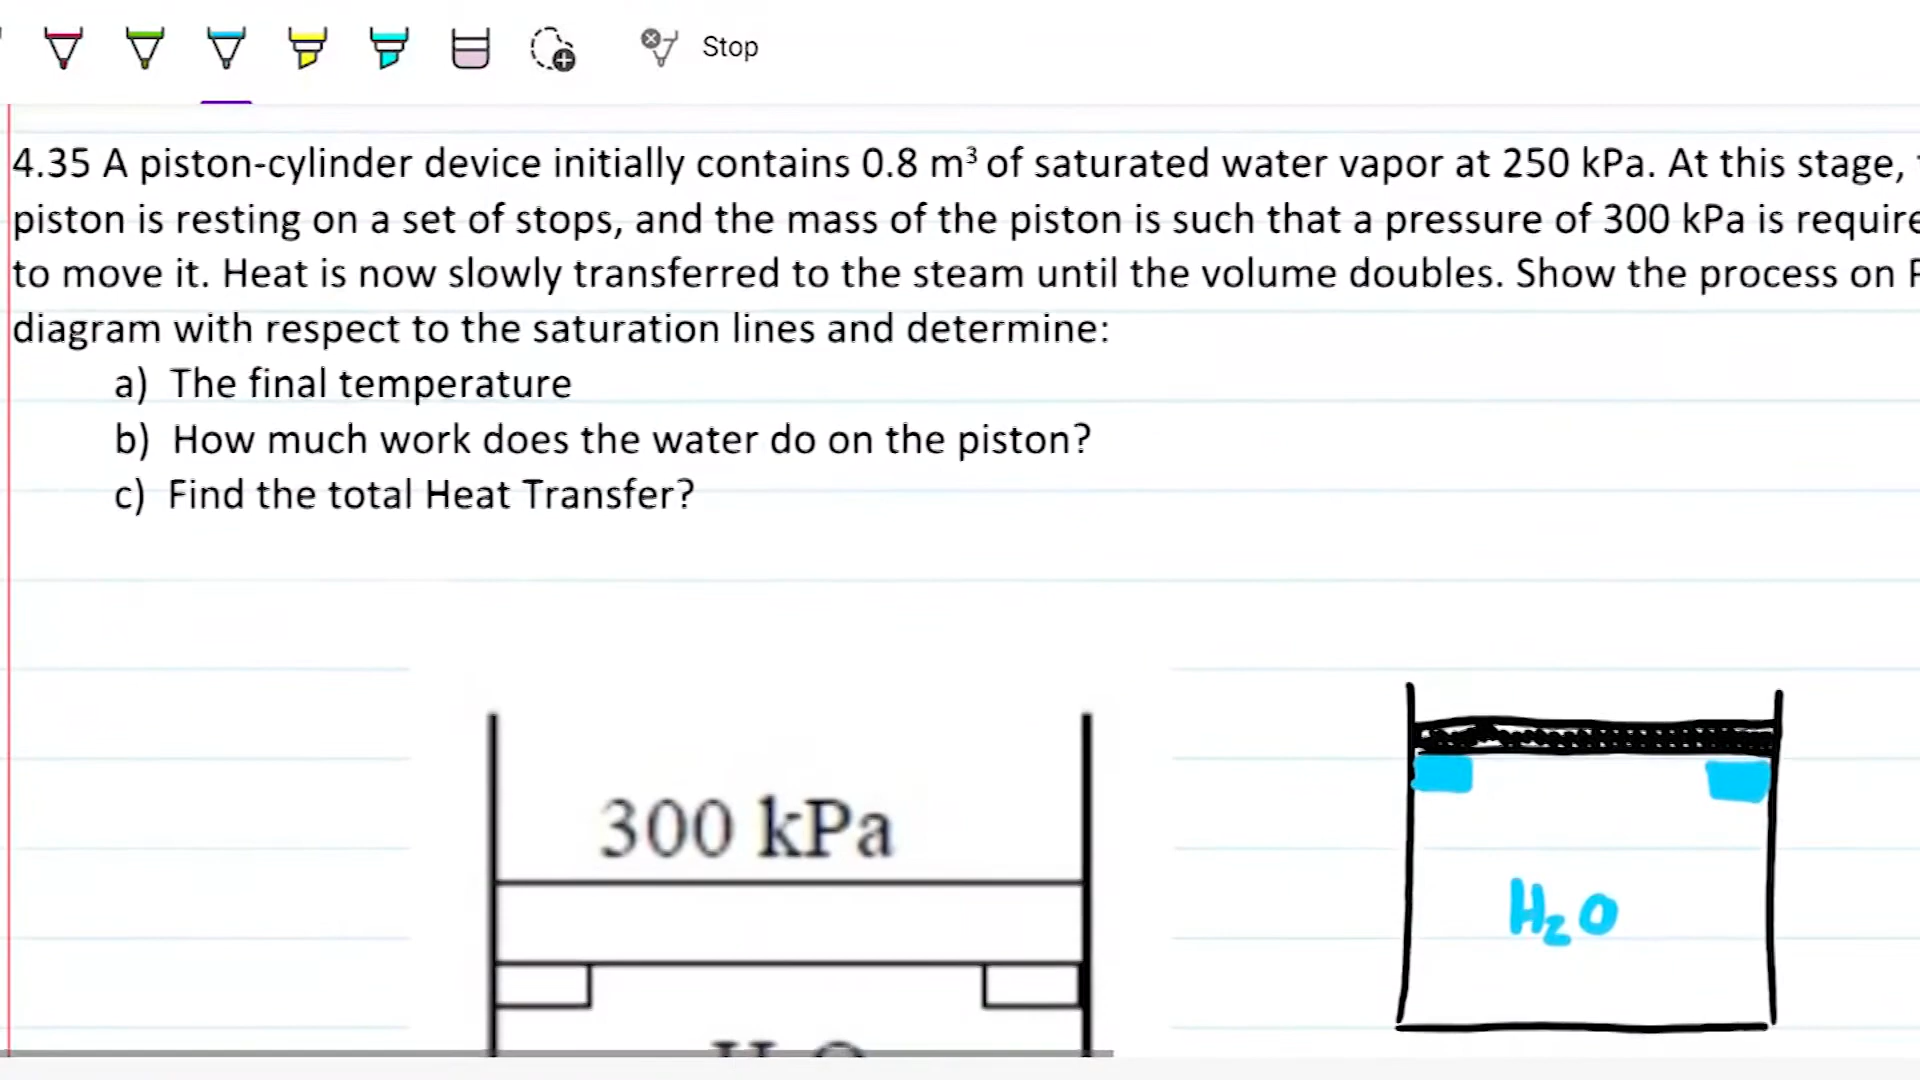 Stop
4.35 A piston-cylinder device initially contains 0.8 m³ of saturated water vapor at 250 kPa. At this stage,
piston is resting on a set of stops, and the mass of the piston is such that a pressure of 300 kPa is require
to move it. Heat is now slowly transferred to the steam until the volume doubles. Show the process on P
diagram with respect to the saturation lines and determine:
a) The final temperature
b) How much work does the water do on the piston?
c) Find the total Heat Transfer?
300 kPa
H₂O